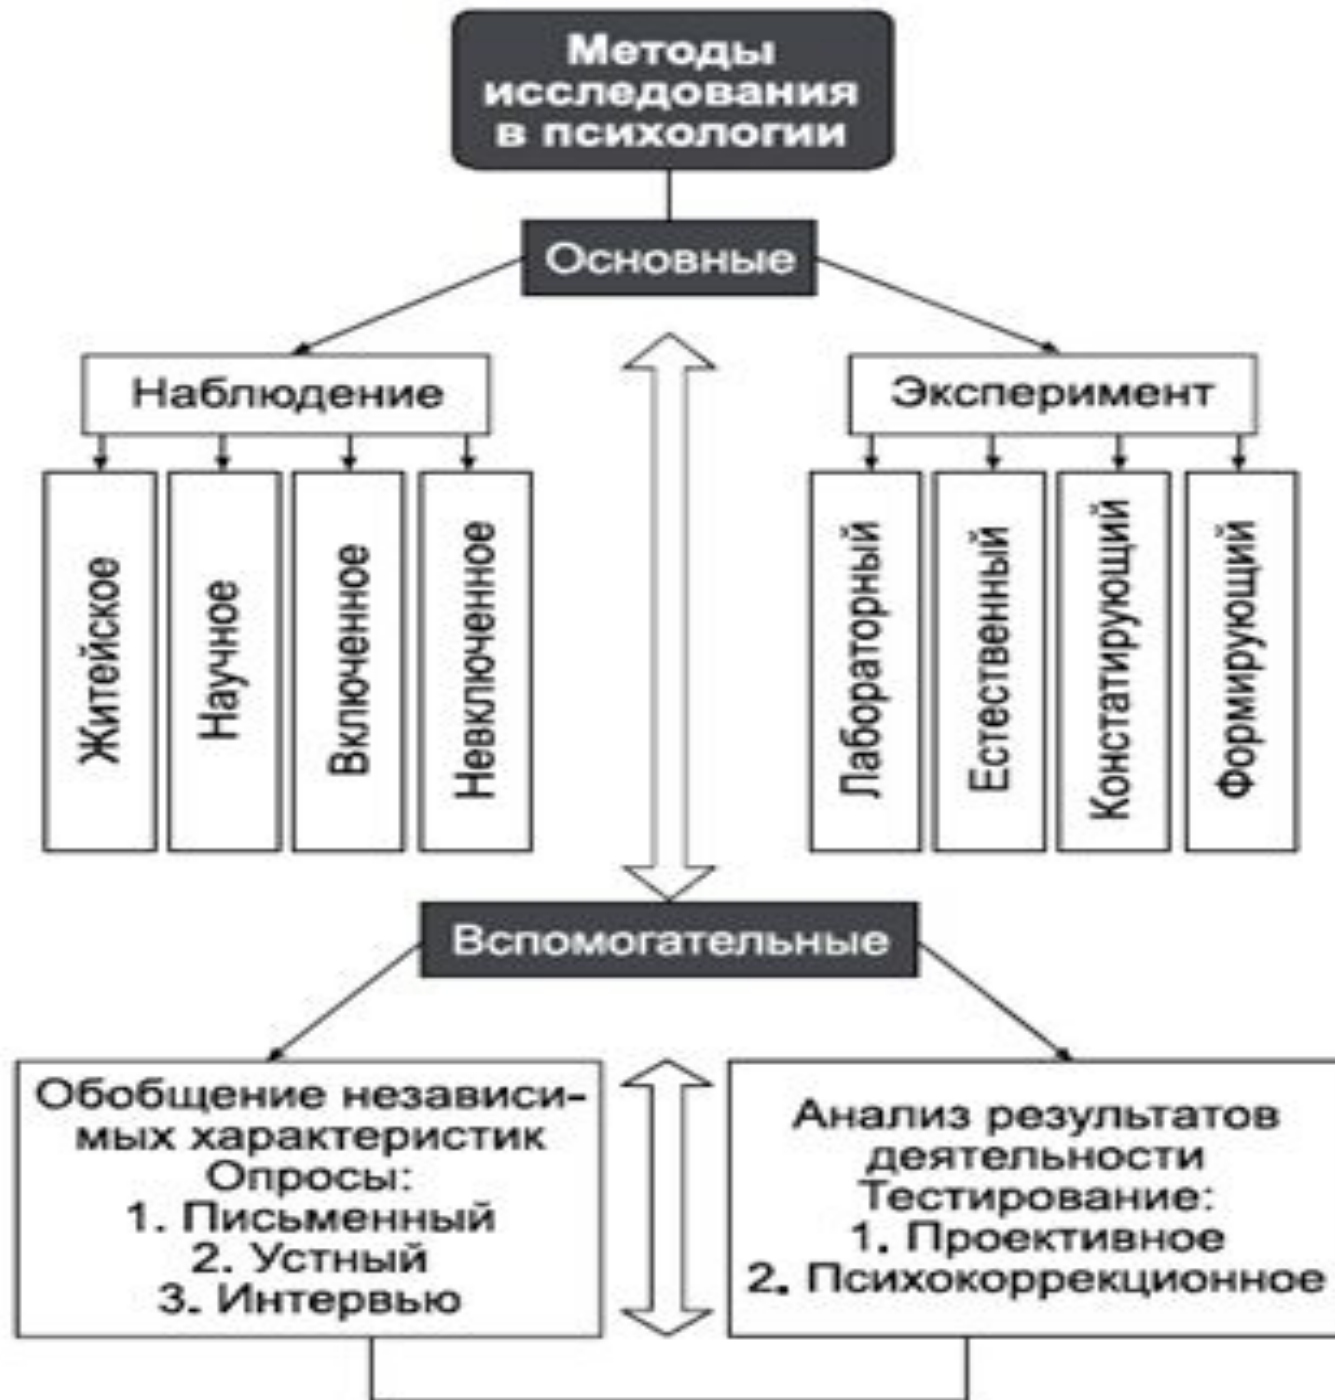 Методы
исследования
в психологии
Основные
Наблюдение
Эксперимент
Житейское
Научное
Включенное
Невключенное
Лабораторный
Естественный
Констатирующий
Формирующий
Вспомогательные
Обобщение независи-
мых характеристик
Опросы:
1. Письменный
2. Устный
3. Интервью
Анализ результатов
деятельности
Тестирование:
1. Проективное
2. Психокоррекционное